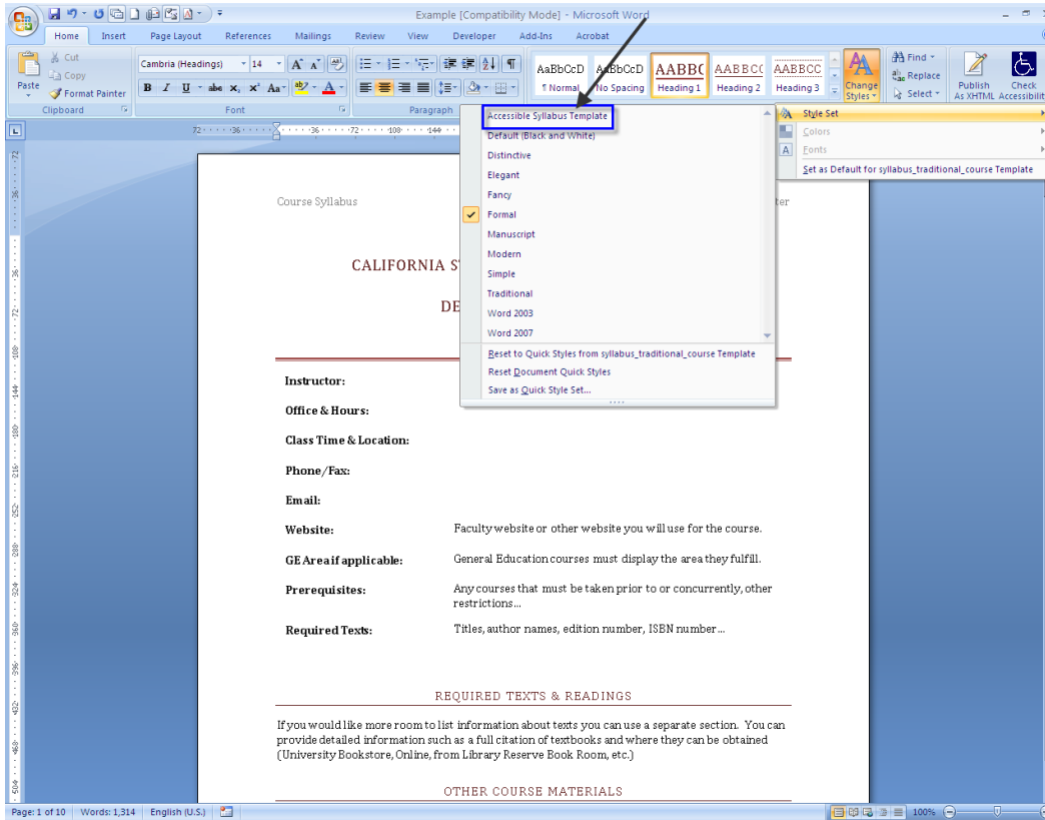 Example [Compatibility Mode] - Microsoft Word
Home Insert Page Layout References Mailings Review View Developer Add-Ins Acrobat
Paste
Cut
Copy
Format Painter
Clipboard
Cambria (Headings) 14
Font
Paragraph
AaBbCcD AaBbCcD AABBC AABBCC AABBCC
¶ Normal No Spacing Heading 1 Heading 2 Heading 3
Change Styles
Find
Replace
Select
Publish As XHTML
Check Accessibilit
Style Set
Colors
Fonts
Set as Default for syllabus_traditional_course Template
Accessible Syllabus Template
Default (Black and White)
Distinctive
Elegant
Fancy
Formal
Manuscript
Modern
Simple
Traditional
Word 2003
Word 2007
Reset to Quick Styles from syllabus_traditional_course Template
Reset Document Quick Styles
Save as Quick Style Set...
Course Syllabus
CALIFORNIA
Instructor:
Office & Hours:
Class Time & Location:
Phone/Fax:
Email:
Website: Faculty website or other website you will use for the course.
GE Area if applicable: General Education courses must display the area they fulfill.
Prerequisites: Any courses that must be taken prior to or concurrently, other
restrictions...
Required Texts: Titles, author names, edition number, ISBN number...
REQUIRED TEXTS & READINGS
If you would like more room to list information about texts you can use a separate section. You can
provide detailed information such as a full citation of textbooks and where they can be obtained
(University Bookstore, Online, from Library Reserve Book Room, etc.)
OTHER COURSE MATERIALS
Page: 1 of 10 Words: 1,314 English (U.S.) 100%